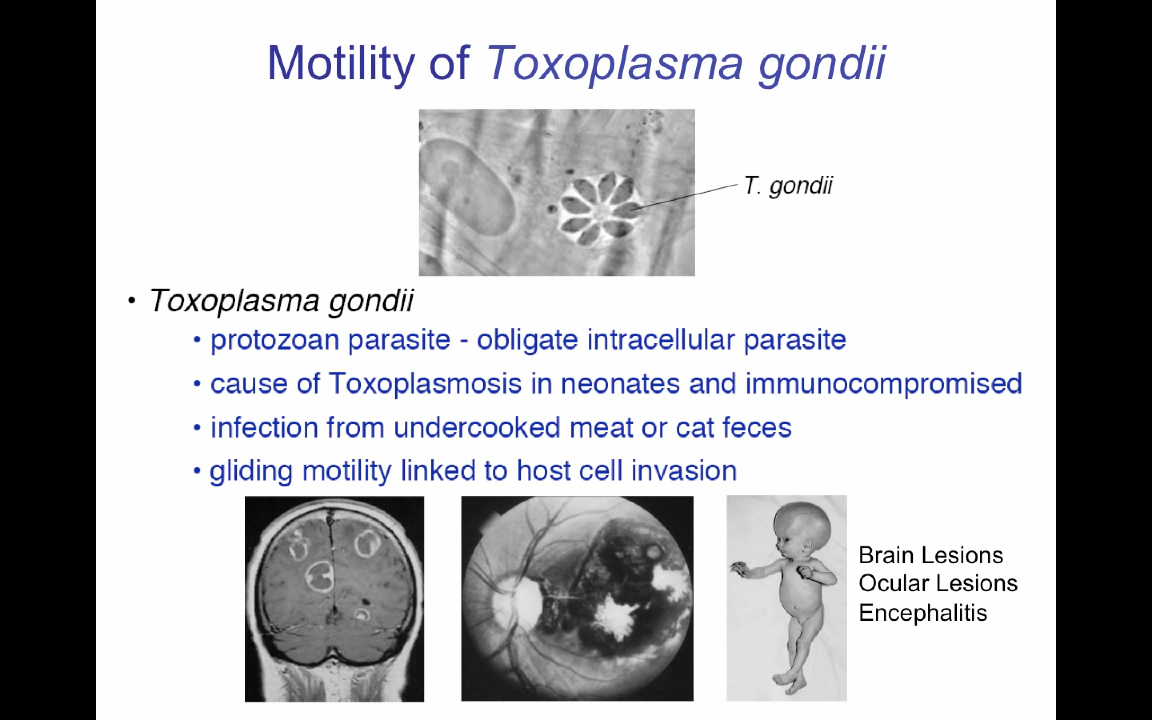 Motility of Toxoplasma gondii
T. gondii
• Toxoplasma gondii
• protozoan parasite - obligate intracellular parasite
• cause of Toxoplasmosis in neonates and immunocompromised
• infection from undercooked meat or cat feces
• gliding motility linked to host cell invasion
Brain Lesions
Ocular Lesions
Encephalitis